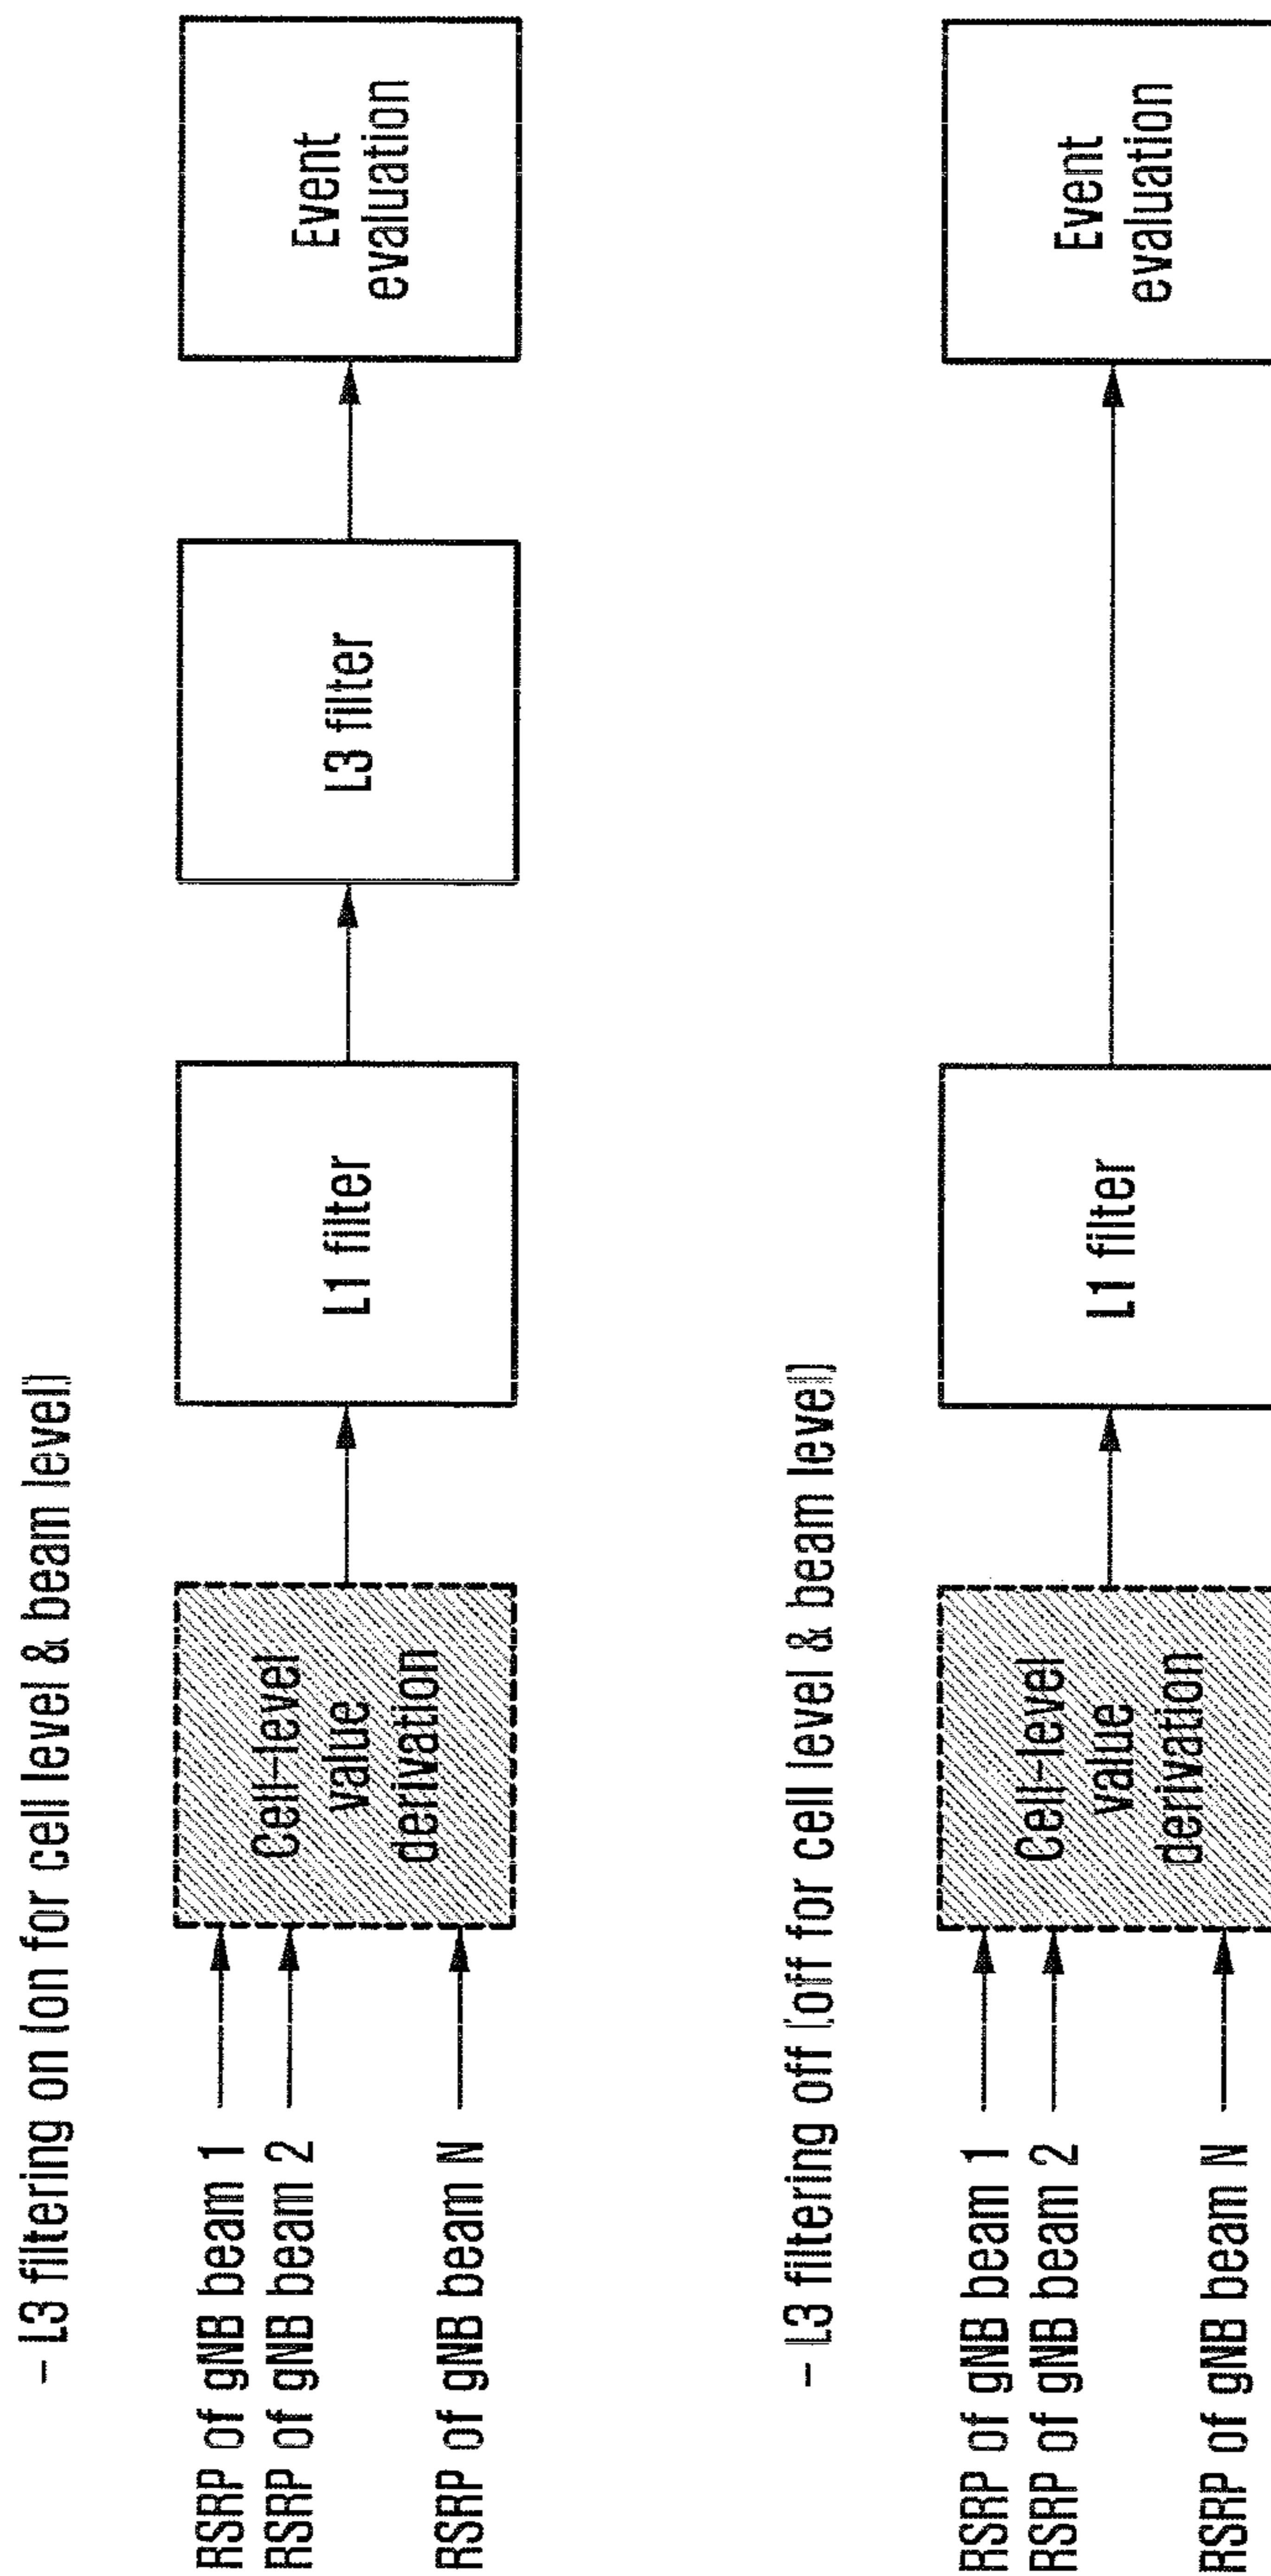 - L3 filtering on (on for cell level & beam level)
RSRP of gNB beam 1
RSRP of gNB beam 2
RSRP of gNB beam N
Cell-level
value
derivation
L1 filter
L3 filter
Event
evaluation
- L3 filtering off (off for cell level & beam level)
RSRP of gNB beam 1
RSRP of gNB beam 2
RSRP of gNB beam N
Cell-level
value
derivation
L1 filter
Event
evaluation